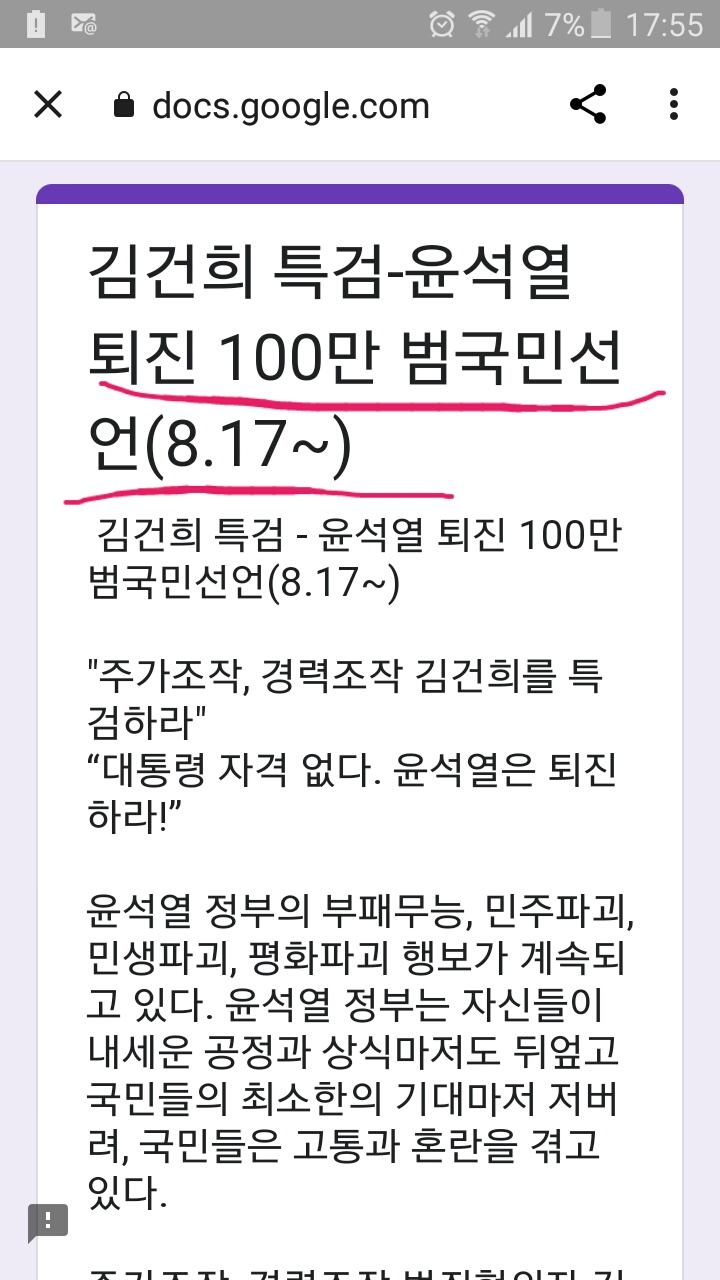 7% 17:55
docs.google.com
김건희 특검-윤석열
퇴진 100만 범국민선
언(8.17~)
김건희 특검 - 윤석열 퇴진 100만
범국민선언(8.17~)
"주가조작, 경력조작 김건희를 특
검하라"
“대통령 자격 없다. 윤석열은 퇴진
하라!”
윤석열 정부의 부패무능, 민주파괴,
민생파괴, 평화파괴 행보가 계속되
고 있다. 윤석열 정부는 자신들이
내세운 공정과 상식마저도 뒤엎고
국민들의 최소한의 기대마저 저버
려, 국민들은 고통과 혼란을 겪고
있다.